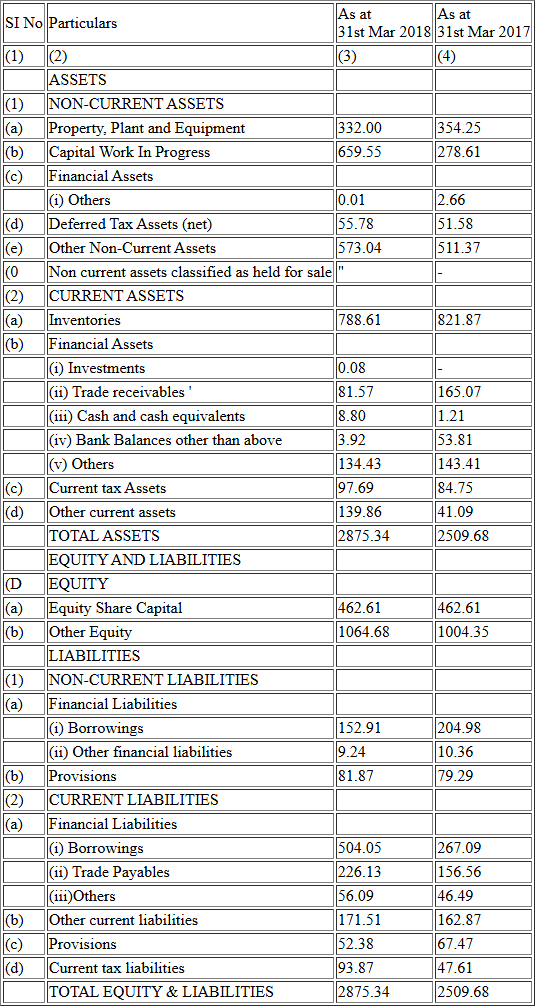 SI No Particulars As at 31st Mar 2018 As at 31st Mar 2017
(1) (2) (3) (4)
ASSETS
(1) NON-CURRENT ASSETS
(a) Property, Plant and Equipment 332.00 354.25
(b) Capital Work In Progress 659.55 278.61
(c) Financial Assets
(i) Others 0.01 2.66
(d) Deferred Tax Assets (net) 55.78 51.58
(e) Other Non-Current Assets 573.04 511.37
(0 Non current assets classified as held for sale " -
(2) CURRENT ASSETS
(a) Inventories 788.61 821.87
(b) Financial Assets
(i) Investments 0.08 -
(ii) Trade receivables ' 81.57 165.07
(iii) Cash and cash equivalents 8.80 1.21
(iv) Bank Balances other than above 3.92 53.81
(v) Others 134.43 143.41
(c) Current tax Assets 97.69 84.75
(d) Other current assets 139.86 41.09
TOTAL ASSETS 2875.34 2509.68
EQUITY AND LIABILITIES
(D EQUITY
(a) Equity Share Capital 462.61 462.61
(b) Other Equity 1064.68 1004.35
LIABILITIES
(1) NON-CURRENT LIABILITIES
(a) Financial Liabilities
(i) Borrowings 152.91 204.98
(ii) Other financial liabilities 9.24 10.36
(b) Provisions 81.87 79.29
(2) CURRENT LIABILITIES
(a) Financial Liabilities
(i) Borrowings 504.05 267.09
(ii) Trade Payables 226.13 156.56
(iii)Others 56.09 46.49
(b) Other current liabilities 171.51 162.87
(c) Provisions 52.38 67.47
(d) Current tax liabilities 93.87 47.61
TOTAL EQUITY & LIABILITIES 2875.34 2509.68